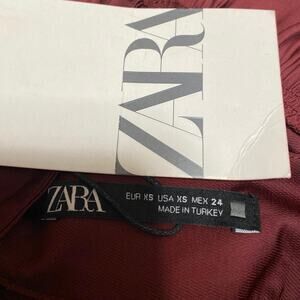 ZARA
ZARA
EUR XS USA XS MEX 24
MADE IN TURKEY